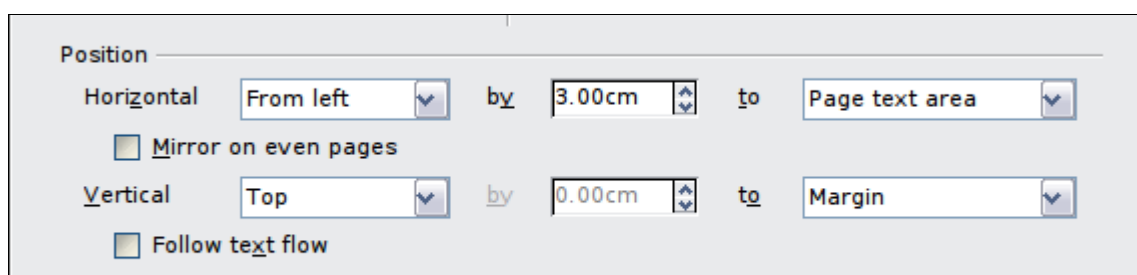 Position
Horizontal From left by 3.00cm to Page text area
Mirror on even pages
Vertical Top by 0.00cm to Margin
Follow text flow